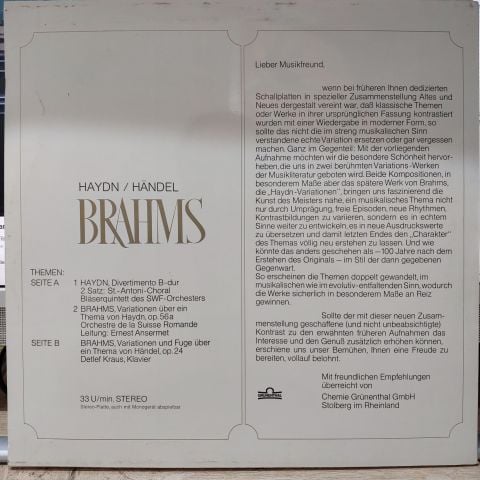 HAYDN / HÄNDEL
BRAHMS
THEMEN:
SEITE A 1 HAYDN, Divertimento B-dur
2 Satz: St.-Antoni-Choral
Bläserquintett des SWF-Orchesters
2 BRAHMS, Variationen über ein
Thema von Haydn, op. 56a
Orchestre de la Suisse Romande
Leitung: Ernest Ansermet
SEITE B BRAHMS, Variationen und Fuge über
ein Thema von Händel, op. 24
Detlef Kraus, Klavier
33 U/min, STEREO
Stereo-Platte, auch mit Monogerät abspielbar
Lieber Musikfreund,
wenn bei früheren Ihnen dedizierten
Schallplatten in spezieller Zusammenstellung Altes und
Neues dergestalt vereint war, daß klassische Themen
oder Werke in ihrer ursprünglichen Fassung kontrastiert
wurden mit einer Wiedergabe in moderner Form, so
sollte das nicht die im streng musikalischen Sinn
verstandene echte Variation ersetzen oder gar vergessen
machen. Ganz im Gegenteil: Mit der vorliegenden
Aufnahme möchten wir die besondere Schönheit hervor-
heben, die uns in zwei berühmten Variations-Werken
der Musikliteratur geboten wird. Beide Kompositionen, in
besonderem Maße aber das spätere Werk von Brahms,
die „Haydn-Variationen“, bringen uns faszinierend die
Kunst des Meisters nahe, ein musikalisches Thema nicht
nur durch Umprägung, freie Episoden, neue Rhythmen,
Kontrastbildungen zu variieren, sondern es in echtem
Sinne weiter zu entwickeln, es in neue Ausdruckswerte
zu übersetzen und damit letzten Endes den „Charakter“
des Themas völlig neu erstehen zu lassen. Und wie
könnte das anders geschehen als – 100 Jahre nach dem
Erstehen des Originals – im Stil der dann gegebenen
Gegenwart.
So erscheinen die Themen doppelt gewandelt, im
musikalischen wie im evolutiv-entfaltenden Sinn, wodurch
die Werke sicherlich in besonderem Maße an Reiz
gewinnen.
Sollte der mit dieser neuen Zusam-
menstellung geschaffene (und nicht unbeabsichtigte)
Kontrast zu den erwähnten früheren Aufnahmen das
Interesse und den Genuß zusätzlich erhöhen können,
erschiene uns unser Bemühen, Ihnen eine Freude zu
bereiten, vollauf belohnt.
Mit freundlichen Empfehlungen
überreicht von
GRÜNENTHAL
Chemie Grünenthal GmbH
Stolberg im Rheinland